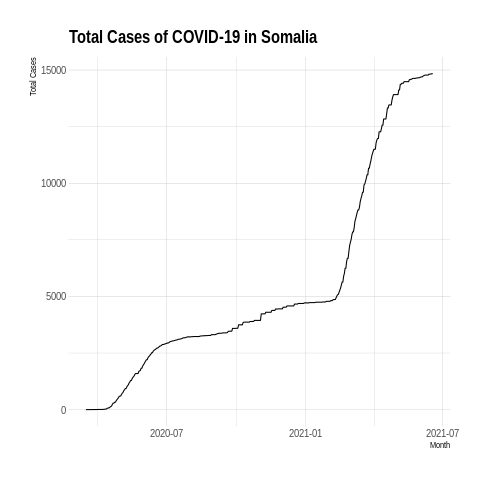 Total Cases of COVID-19 in Somalia
Total Cases
15000
10000
5000
0
2020-07
2021-01
2021-07
Month